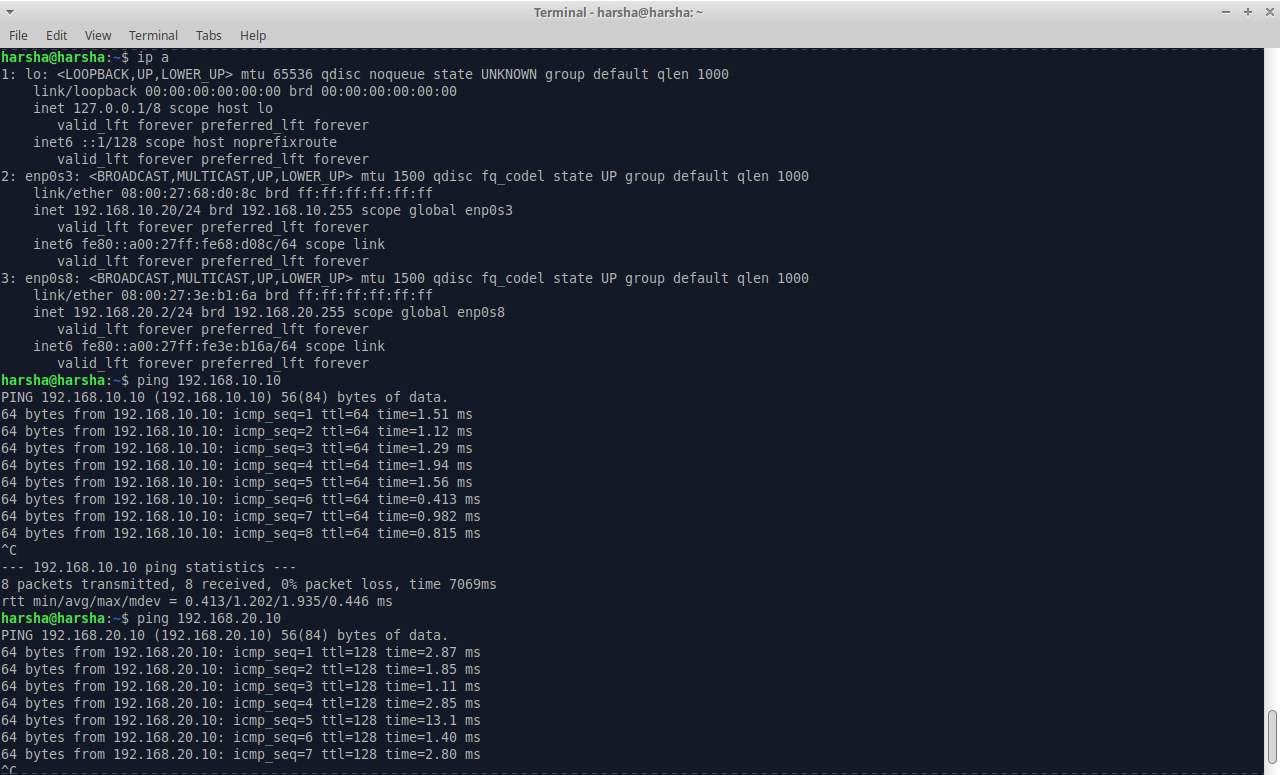 Terminal - harsha@harsha: ~
File Edit View Terminal Tabs Help
harsha@harsha:~$ ip a
1: lo: <LOOPBACK,UP,LOWER_UP> mtu 65536 qdisc noqueue state UNKNOWN group default qlen 1000
    link/loopback 00:00:00:00:00:00 brd 00:00:00:00:00:00
    inet 127.0.0.1/8 scope host lo
       valid_lft forever preferred_lft forever
    inet6 ::1/128 scope host noprefixroute
       valid_lft forever preferred_lft forever
2: enp0s3: <BROADCAST,MULTICAST,UP,LOWER_UP> mtu 1500 qdisc fq_codel state UP group default qlen 1000
    link/ether 08:00:27:68:d0:8c brd ff:ff:ff:ff:ff:ff
    inet 192.168.10.20/24 brd 192.168.10.255 scope global enp0s3
       valid_lft forever preferred_lft forever
    inet6 fe80::a00:27ff:fe68:d08c/64 scope link
       valid_lft forever preferred_lft forever
3: enp0s8: <BROADCAST,MULTICAST,UP,LOWER_UP> mtu 1500 qdisc fq_codel state UP group default qlen 1000
    link/ether 08:00:27:3e:b1:6a brd ff:ff:ff:ff:ff:ff
    inet 192.168.20.2/24 brd 192.168.20.255 scope global enp0s8
       valid_lft forever preferred_lft forever
    inet6 fe80::a00:27ff:fe3e:b16a/64 scope link
       valid_lft forever preferred_lft forever
harsha@harsha:~$ ping 192.168.10.10
PING 192.168.10.10 (192.168.10.10) 56(84) bytes of data.
64 bytes from 192.168.10.10: icmp_seq=1 ttl=64 time=1.51 ms
64 bytes from 192.168.10.10: icmp_seq=2 ttl=64 time=1.12 ms
64 bytes from 192.168.10.10: icmp_seq=3 ttl=64 time=1.29 ms
64 bytes from 192.168.10.10: icmp_seq=4 ttl=64 time=1.94 ms
64 bytes from 192.168.10.10: icmp_seq=5 ttl=64 time=1.56 ms
64 bytes from 192.168.10.10: icmp_seq=6 ttl=64 time=0.413 ms
64 bytes from 192.168.10.10: icmp_seq=7 ttl=64 time=0.982 ms
64 bytes from 192.168.10.10: icmp_seq=8 ttl=64 time=0.815 ms
^C
--- 192.168.10.10 ping statistics ---
8 packets transmitted, 8 received, 0% packet loss, time 7069ms
rtt min/avg/max/mdev = 0.413/1.202/1.935/0.446 ms
harsha@harsha:~$ ping 192.168.20.10
PING 192.168.20.10 (192.168.20.10) 56(84) bytes of data.
64 bytes from 192.168.20.10: icmp_seq=1 ttl=128 time=2.87 ms
64 bytes from 192.168.20.10: icmp_seq=2 ttl=128 time=1.85 ms
64 bytes from 192.168.20.10: icmp_seq=3 ttl=128 time=1.11 ms
64 bytes from 192.168.20.10: icmp_seq=4 ttl=128 time=2.85 ms
64 bytes from 192.168.20.10: icmp_seq=5 ttl=128 time=13.1 ms
64 bytes from 192.168.20.10: icmp_seq=6 ttl=128 time=1.40 ms
64 bytes from 192.168.20.10: icmp_seq=7 ttl=128 time=2.80 ms
^C